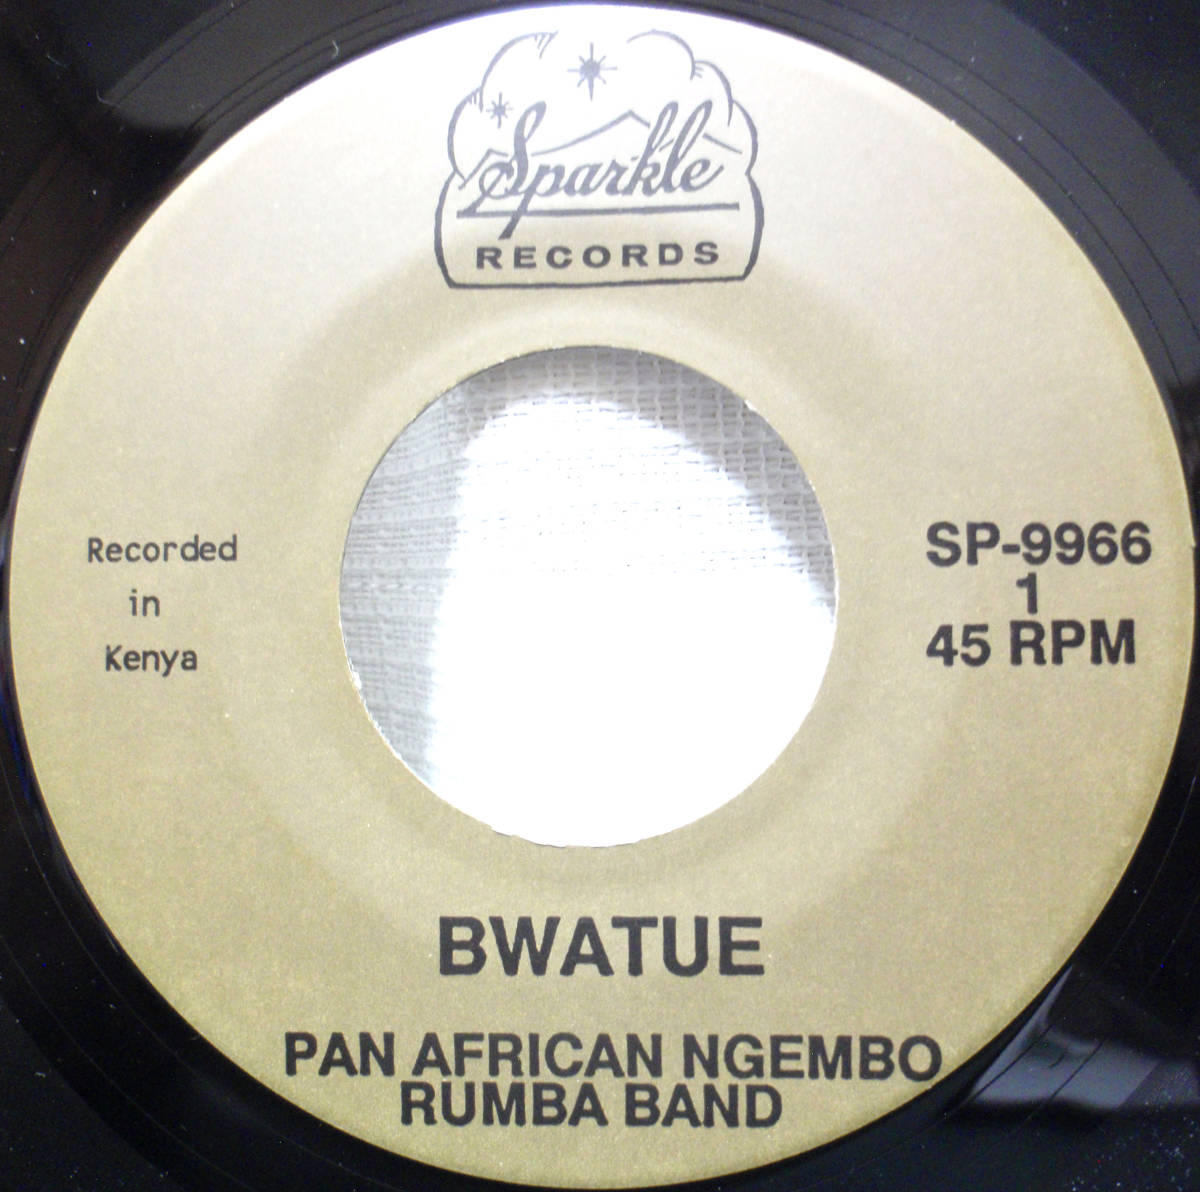 Sparkle
RECORDS
Recorded
in
Kenya
SP-9966
1
45 RPM
BWATUE
PAN AFRICAN NGEMBO
RUMBA BAND